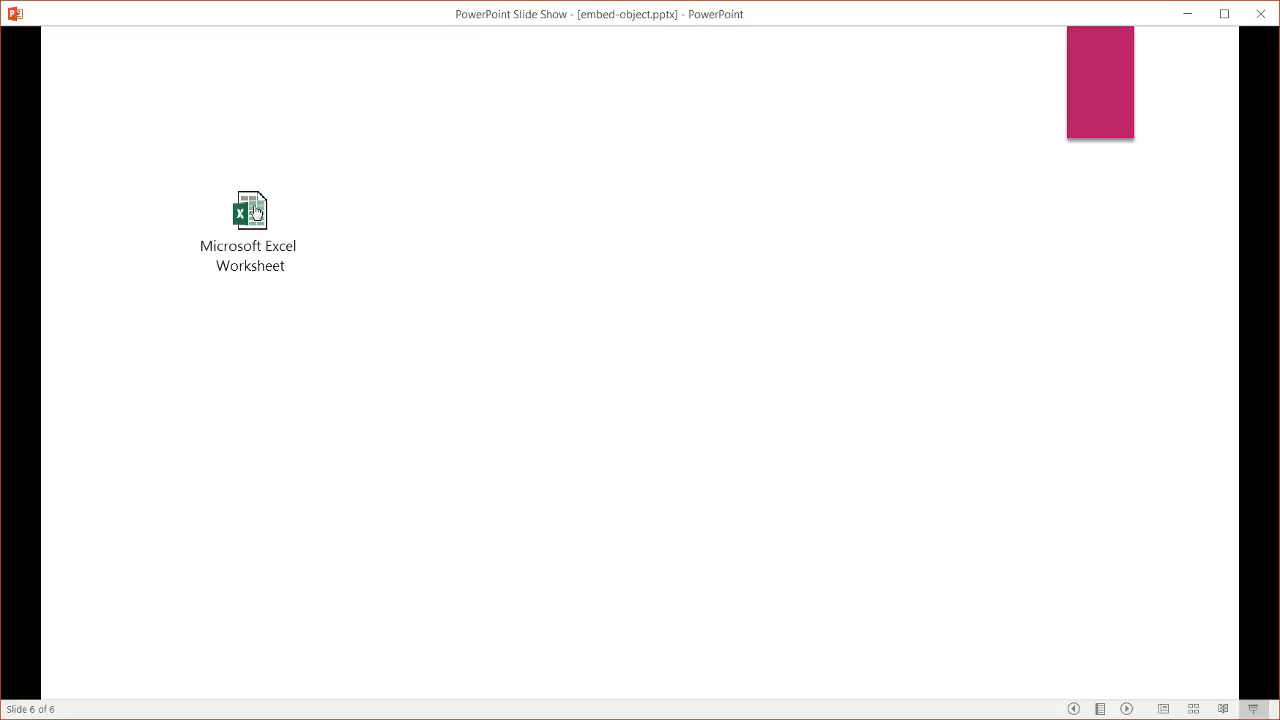 PowerPoint Slide Show - [embed-object.pptx] - PowerPoint
Microsoft Excel
Worksheet
Slide 6 of 6